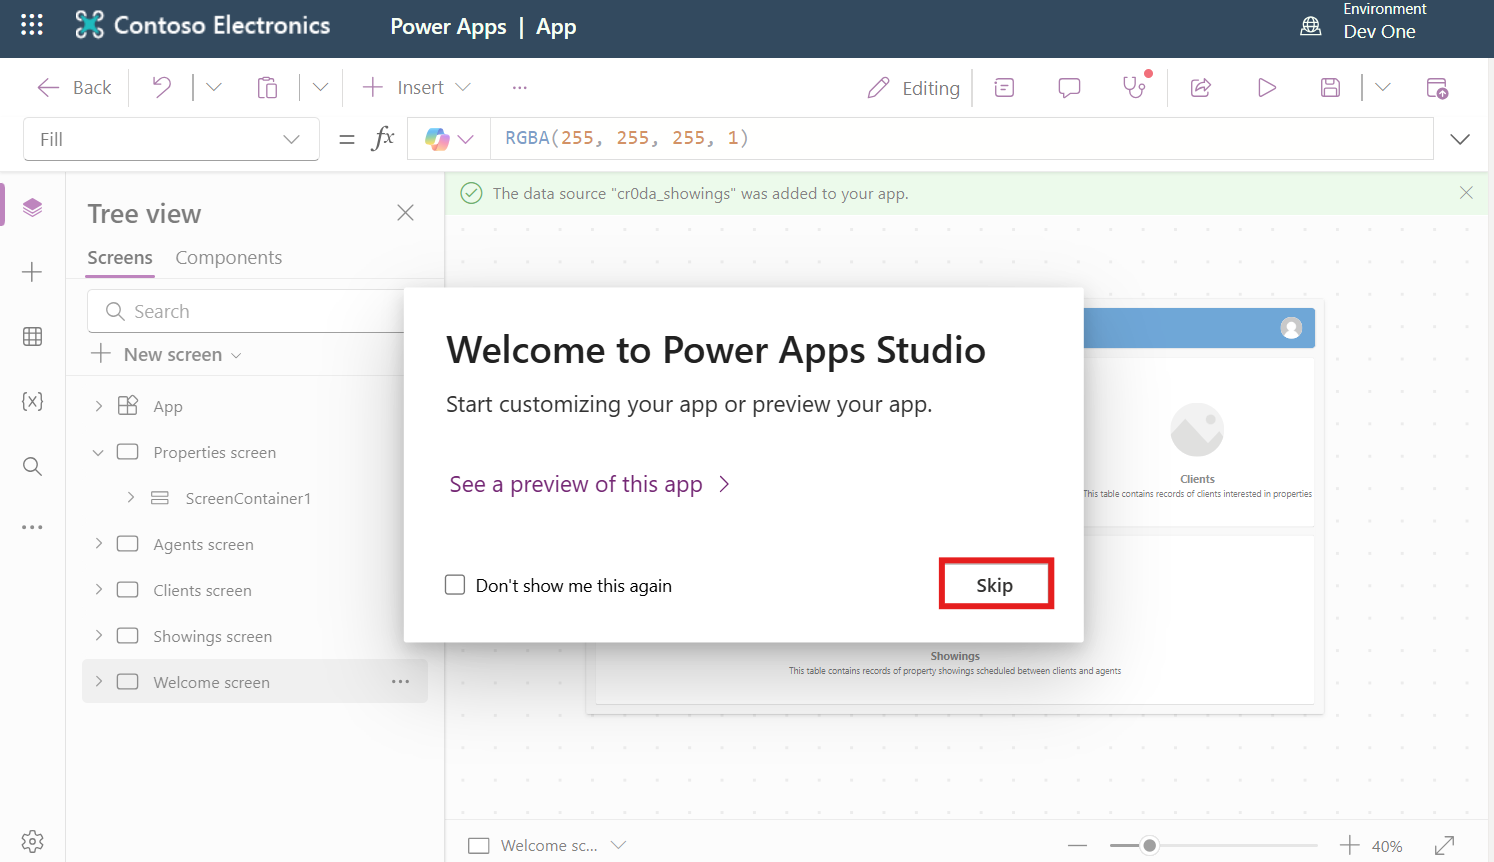 Contoso Electronics
Power Apps | App
Environment
Dev One
Back
Insert
...
Editing
Fill
= fx
RGBA(255, 255, 255, 1)
The data source "cr0da_showings" was added to your app.
Tree view
Screens
Components
Search
New screen
App
Properties screen
ScreenContainer1
Agents screen
Clients screen
Showings screen
Welcome screen
...
Welcome to Power Apps Studio
Start customizing your app or preview your app.
See a preview of this app
Don't show me this again
Skip
Clients
This table contains records of clients interested in properties
Showings
This table contains records of property showings scheduled between clients and agents
Welcome sc...
40%